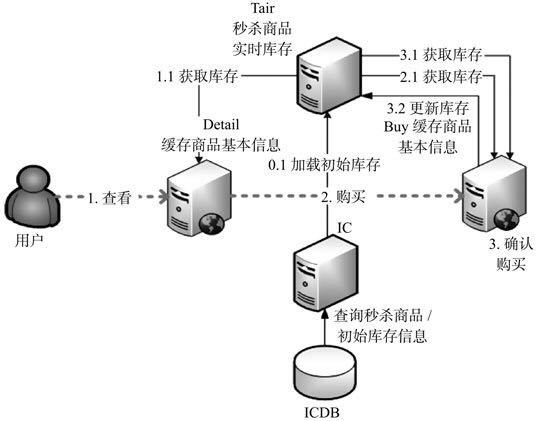 Tair
秒杀商品
实时库存
3.1 获取库存
1.1 获取库存
2.1 获取库存
3.2 更新库存
Buy 缓存商品
基本信息
Detail
缓存商品基本信息
0.1 加载初始库存
1. 查看
2. 购买
用户
IC
3. 确认
购买
查询秒杀商品 /
初始库存信息
ICDB